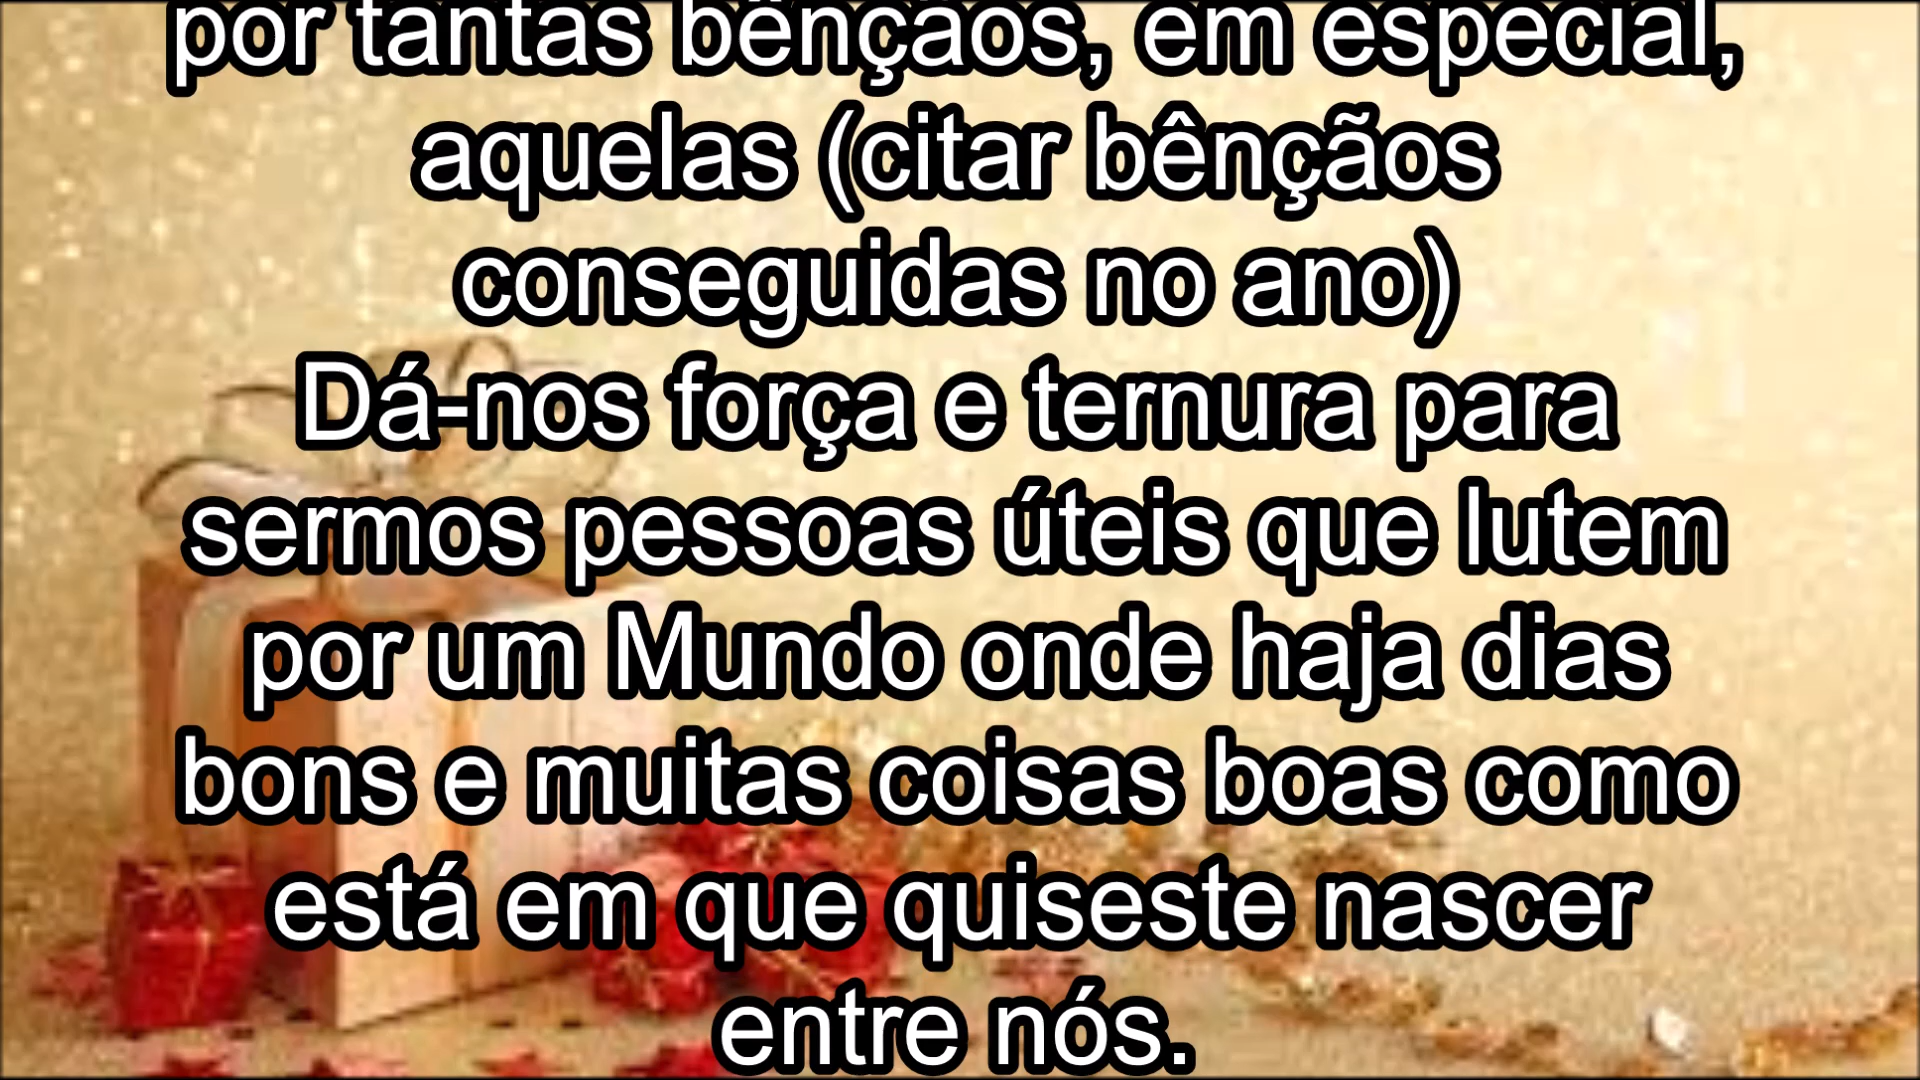 por tantas bênçãos, em especial,
aquelas (citar bênçãos
conseguidas no ano)
Dá-nos força e ternura para
sermos pessoas úteis que lutem
por um Mundo onde haja dias
bons e muitas coisas boas como
está em que quiseste nascer
entre nós.